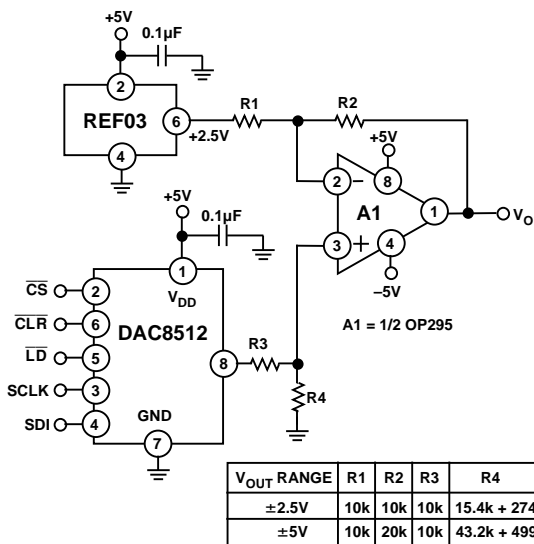 +5V
0.1µF
2
REF03
6
+2.5V
4
R1
R2
+5V
2
−
8
A1
1
V_O
3
+
4
−5V
A1 = 1/2 OP295
+5V
0.1µF
1
V_DD
C̅S̅
2
C̅L̅R̅
6
DAC8512
L̅D̅
5
8
R3
SCLK
3
R4
SDI
4
GND
7
V_OUT RANGE R1 R2 R3 R4
±2.5V 10k 10k 10k 15.4k + 274
±5V 10k 20k 10k 43.2k + 499